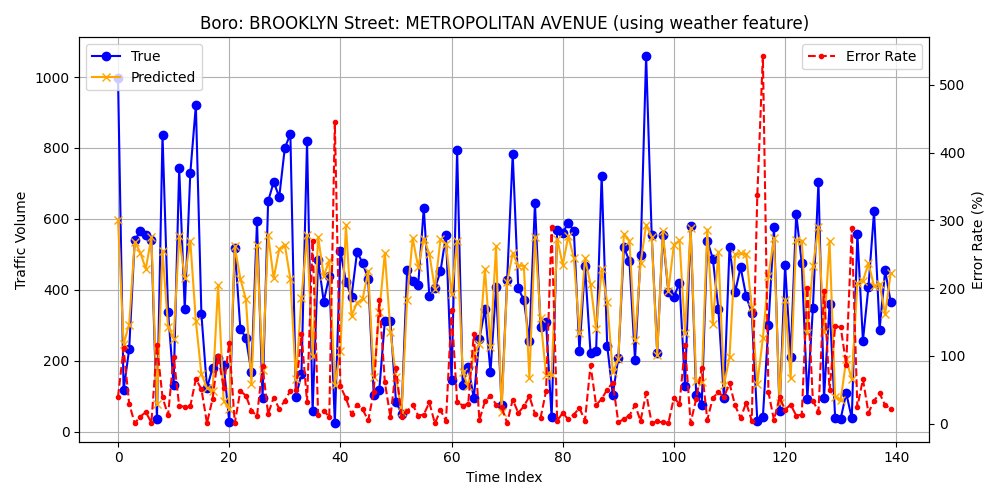 Boro: BROOKLYN Street: METROPOLITAN AVENUE (using weather feature)
True
Predicted
Error Rate
Traffic Volume
0
200
400
600
800
1000
0
100
200
300
400
500
Error Rate (%)
0 20 40 60 80 100 120 140
Time Index